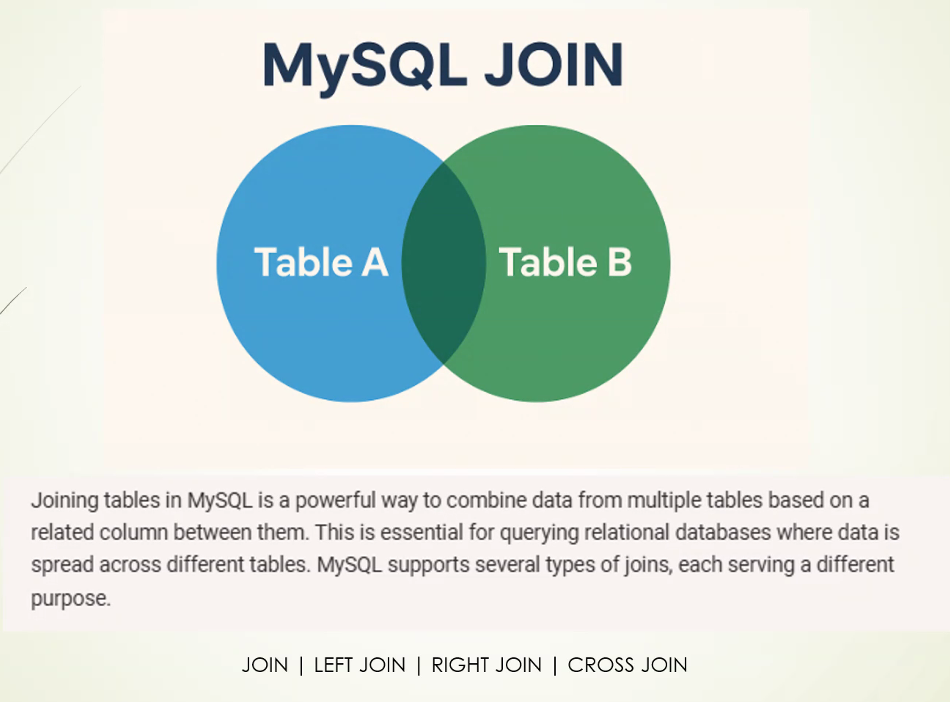 MySQL JOIN
Table A
Table B
Joining tables in MySQL is a powerful way to combine data from multiple tables based on a
related column between them. This is essential for querying relational databases where data is
spread across different tables. MySQL supports several types of joins, each serving a different
purpose.
JOIN | LEFT JOIN | RIGHT JOIN | CROSS JOIN